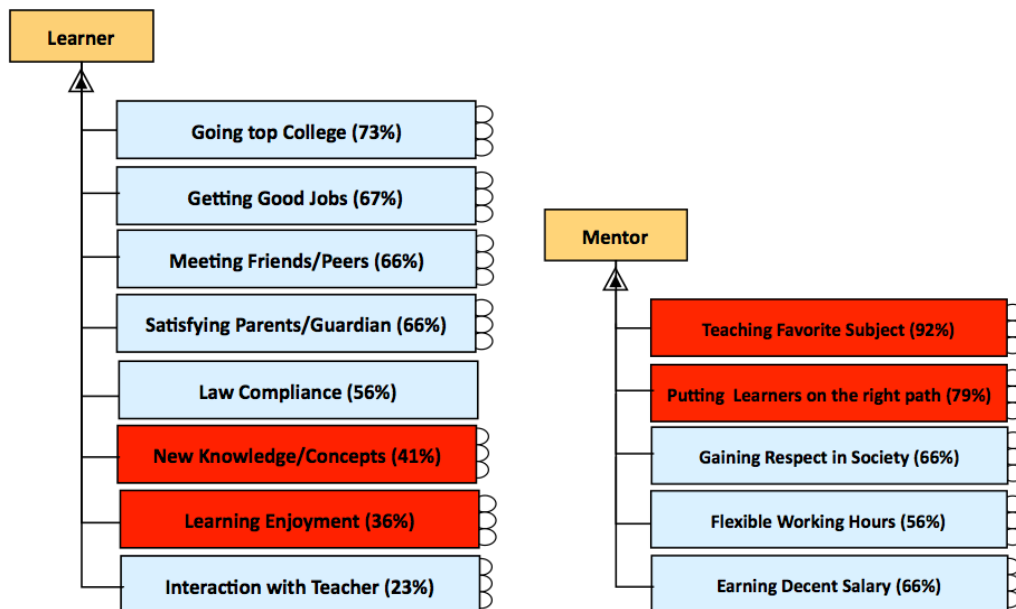 Learner
Going top College (73%)
Getting Good Jobs (67%)
Meeting Friends/Peers (66%)
Satisfying Parents/Guardian (66%)
Law Compliance (56%)
New Knowledge/Concepts (41%)
Learning Enjoyment (36%)
Interaction with Teacher (23%)
Mentor
Teaching Favorite Subject (92%)
Putting Learners on the right path (79%)
Gaining Respect in Society (66%)
Flexible Working Hours (56%)
Earning Decent Salary (66%)